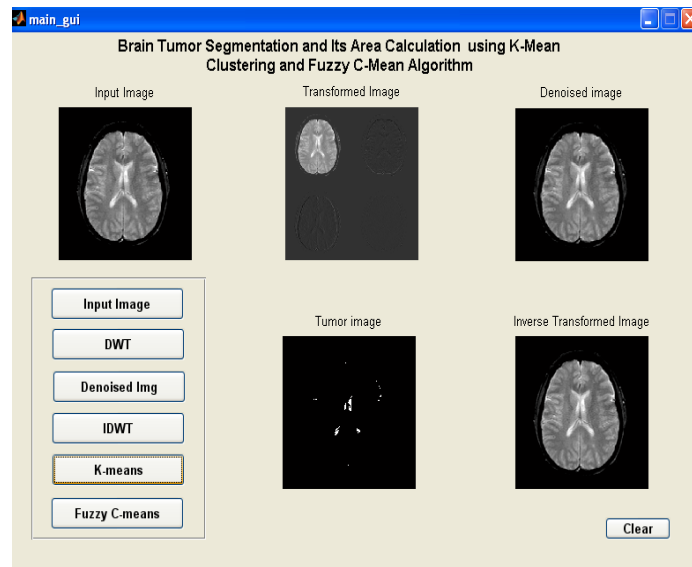 main_gui
Brain Tumor Segmentation and Its Area Calculation using K-Mean
Clustering and Fuzzy C-Mean Algorithm
Input Image
Transformed Image
Denoised image
Input Image
DWT
Denoised Img
IDWT
K-means
Fuzzy C-means
Tumor image
Inverse Transformed Image
Clear